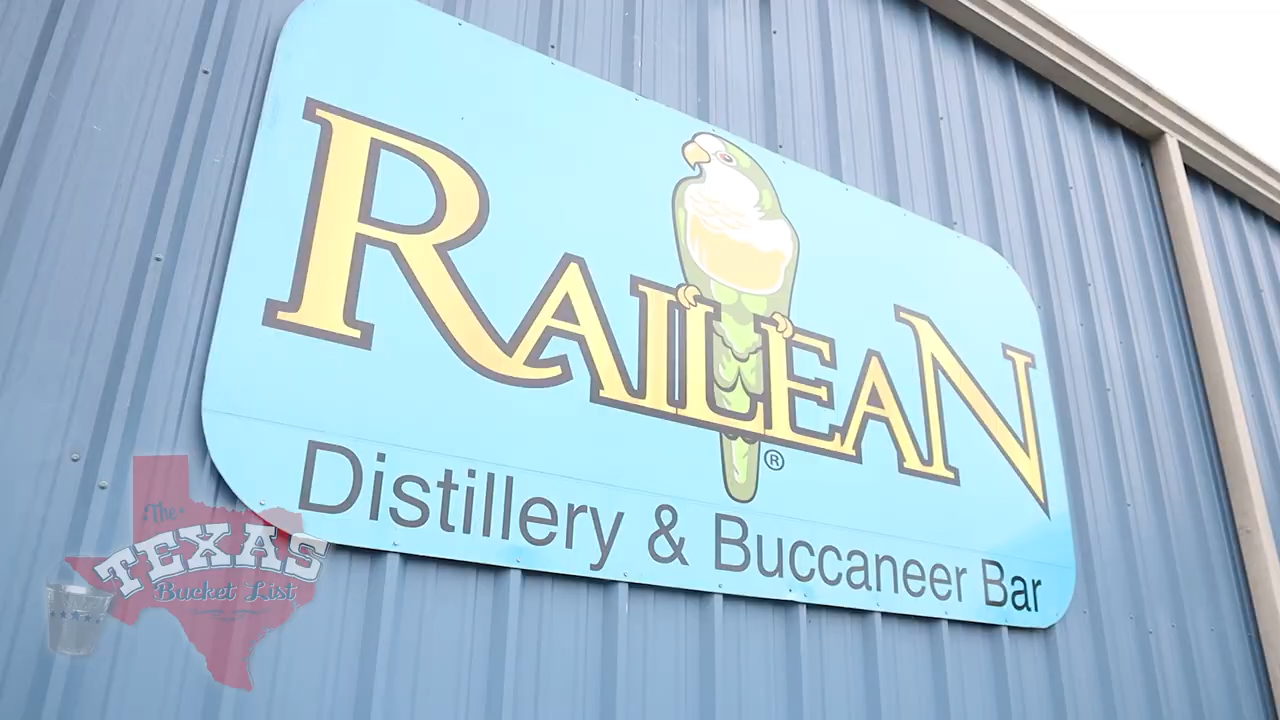 RAILEAN
®
Distillery & Buccaneer Bar
The
TEXAS
Bucket List